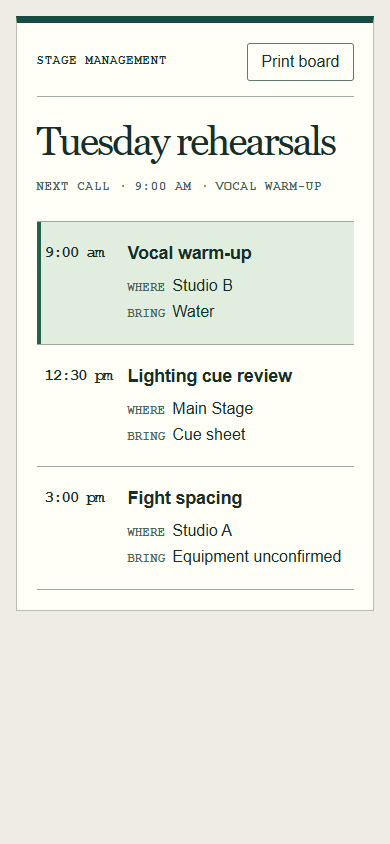 STAGE MANAGEMENT
Print board
Tuesday rehearsals
NEXT CALL · 9:00 AM · VOCAL WARM-UP
9:00 am Vocal warm-up
WHERE Studio B
BRING Water
12:30 pm Lighting cue review
WHERE Main Stage
BRING Cue sheet
3:00 pm Fight spacing
WHERE Studio A
BRING Equipment unconfirmed